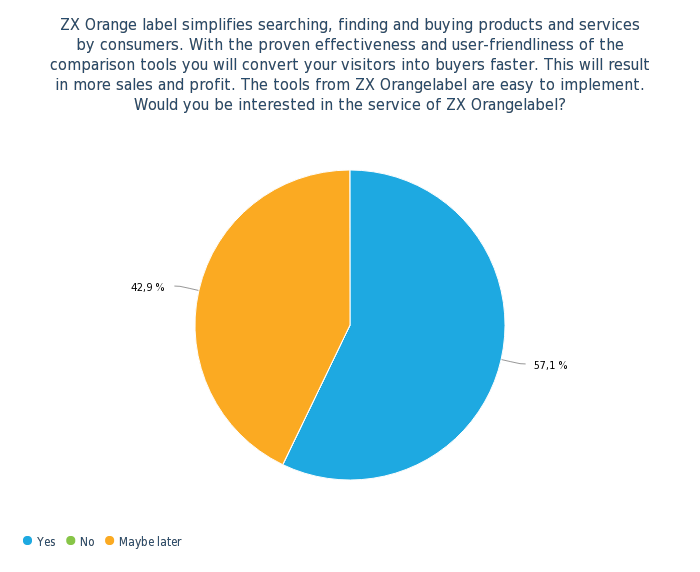 ZX Orange label simplifies searching, finding and buying products and services
by consumers. With the proven effectiveness and user-friendliness of the
comparison tools you will convert your visitors into buyers faster. This will result
in more sales and profit. The tools from ZX Orangelabel are easy to implement.
Would you be interested in the service of ZX Orangelabel?
42,9 %
57,1 %
Yes No Maybe later